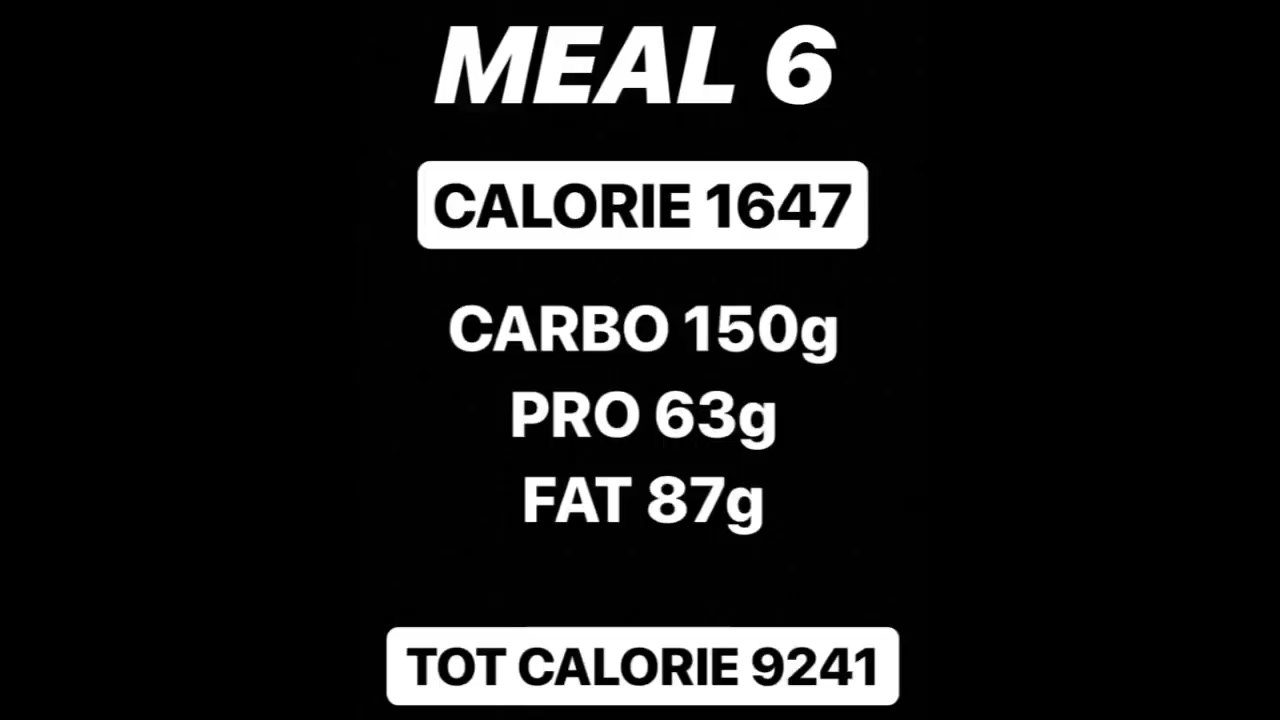 MEAL 6
CALORIE 1647
CARBO 150g
PRO 63g
FAT 87g
TOT CALORIE 9241